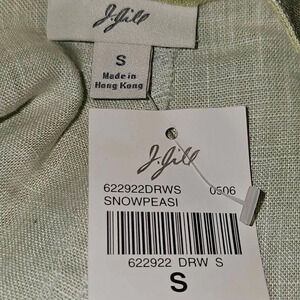 J.Jill
S
Made in
Hong Kong
J.Jill
622922DRWS 0506
SNOWPEASI
622922 DRW S
S